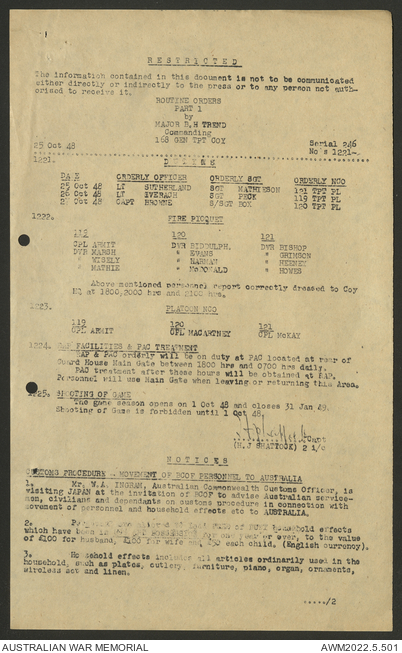 RESTRICTED
The information contained in this document is not to be communicated
either directly or indirectly to the press or to any person not auth-
orised to receive it.
ROUTINE ORDERS
PART 1
by
MAJOR B.H TREND
Commanding
168 GEN TPT COY
25 Oct 48 Serial 246
No's 1221-
1221. DUTIES
DATE ORDERLY OFFICER ORDERLY SGT ORDERLY NCO
25 Oct 48 LT SUTHERLAND SGT MATHIESON 121 TPT PL
26 Oct 48 LT IVERACH SGT PECK 119 TPT PL
27 Oct 48 CAPT BROWNE S/SGT BOX 120 TPT PL
1222. FIRE PICQUET
119 120 121
CPL ARMIT DVR BIDDULPH. DVR BISHOP
DVR MARSH " EVANS " GRIMSON
" WISELY " HARMAN " HEENEY
" MATHIE " McDONALD " HOWES
Above mentioned personnel report correctly dressed to Coy
HQ at 1800,2000 hrs and 2100 hrs.
1223. PLATOON NCO
119 120 121
CPL ARMIT CPL MACARTNEY CPL McKAY
1224. RAP FACILITIES & PAC TREATMENT
RAP & PAC orderly will be on duty at PAC located at rear of
Guard House Main Gate between 1800 hrs and 0700 hrs daily.
PAC treatment after those hours will be obtained at RAP.
Personnel will use Main Gate when leaving or returning this Area.
1225. SHOOTING OF GAME
The game season opens on 1 Oct 48 and closes 31 Jan 49.
Shooting of Game is forbidden until 1 Oct 48.
Capt
(H.J SHATTOCK) 2 i/c
NOTICES
CUSTOMS PROCEDURE - MOVEMENT OF BCOF PERSONNEL TO AUSTRALIA
1. Mr. W.A. INGRAM, Australian Commonwealth Customs Officer, is
visiting JAPAN at the invitation of BCOF to advise Australian service-
men, civilians and dependants on customs procedure in connection with
movement of personnel and household effects etc to AUSTRALIA.
2. household effects
which have been in for one year or over, to the value
of £100 for husband, £100 for wife and £50 each child. (English currency).
3. Household effects includes all articles ordinarily used in the
household, such as plates, cutlery, furniture, piano, organ, ornaments,
wireless set and linen.
...../2
AUSTRALIAN WAR MEMORIAL AWM2022.5.501